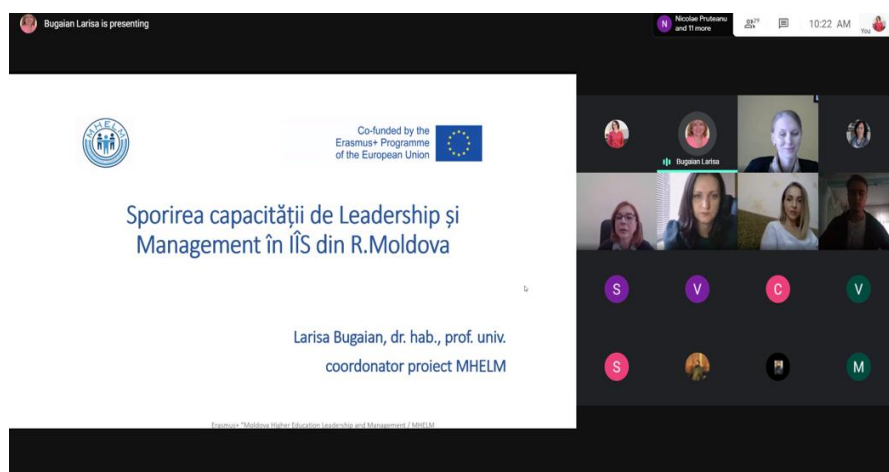 Bugaian Larisa is presenting
Nicolae Pruteanu
and 11 more
29
10:22 AM
You
MHELM
Co-funded by the
Erasmus+ Programme
of the European Union
Sporirea capacității de Leadership și
Management în IÎS din R.Moldova
Larisa Bugaian, dr. hab., prof. univ.
coordonator proiect MHELM
Erasmus+ "Moldova Higher Education Leadership and Management / MHELM
N
Bugaian Larisa
S
V
C
V
S
M